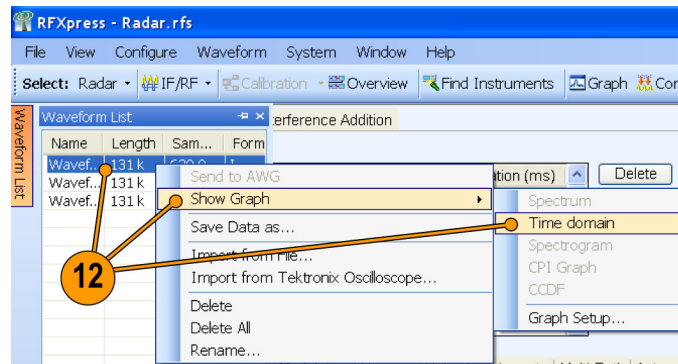 RFXpress - Radar.rfs
File View Configure Waveform System Window Help
Select: Radar IF/RF Calibration Overview Find Instruments Graph
Waveform List
Waveform List
erference Addition
Name Length Sam... Form
Wavef... 131 k
Wavef... 131 k
Wavef... 131 k
(ms) Delete
Send to AWG
Show Graph
Save Data as...
Import from File...
Import from Tektronix Oscilloscope...
Delete
Delete All
Rename...
Spectrum
Time domain
Spectrogram
CPI Graph
CCDF
Graph Setup...
12